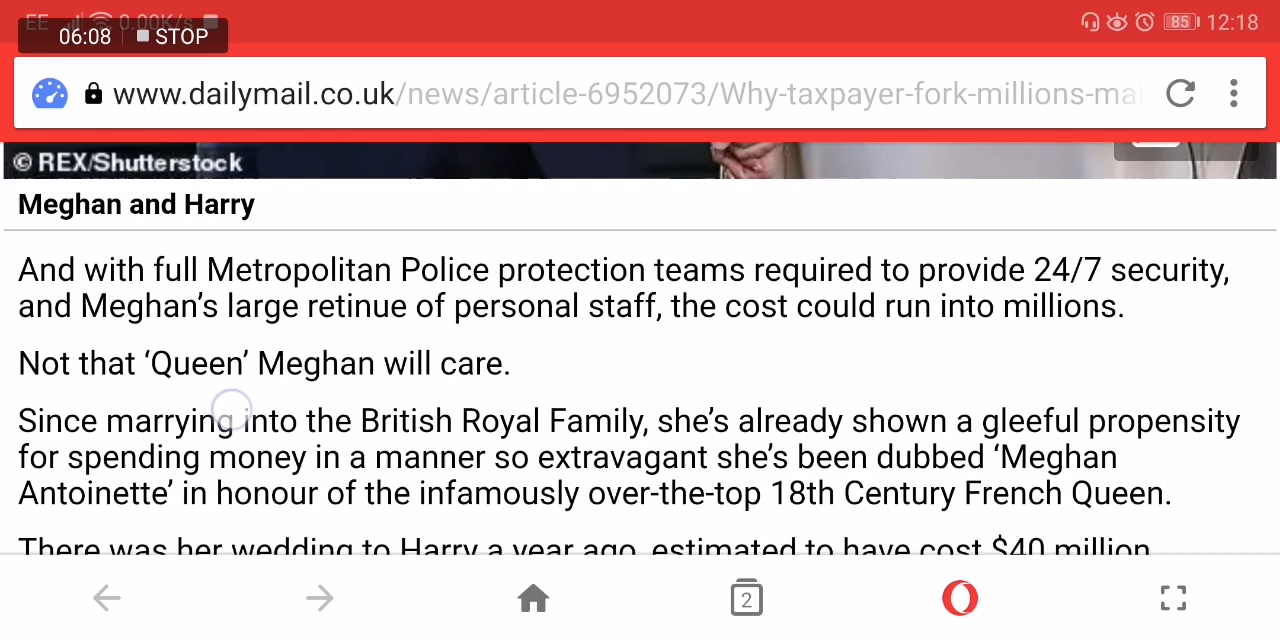 EE 0.00K/s 85 12:18
06:08 STOP
www.dailymail.co.uk/news/article-6952073/Why-taxpayer-fork-millions-ma
© REX/Shutterstock
Meghan and Harry
And with full Metropolitan Police protection teams required to provide 24/7 security,
and Meghan’s large retinue of personal staff, the cost could run into millions.
Not that ‘Queen’ Meghan will care.
Since marrying into the British Royal Family, she’s already shown a gleeful propensity
for spending money in a manner so extravagant she’s been dubbed ‘Meghan
Antoinette’ in honour of the infamously over-the-top 18th Century French Queen.
There was her wedding to Harry a year ago, estimated to have cost $40 million
2